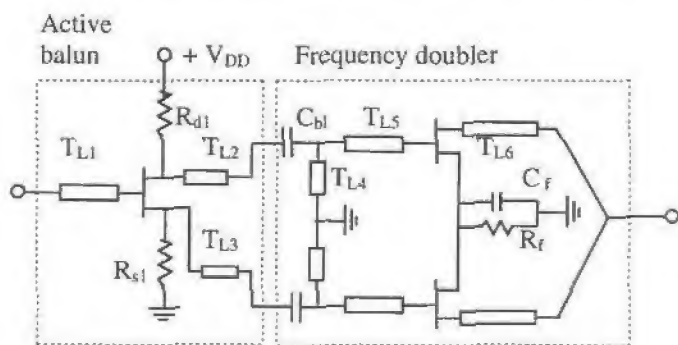 Active
balun
+ V_DD
Frequency doubler
R_d1
C_bl
T_L5
T_L1
T_L2
T_L4
T_L6
C_f
T_L3
R_f
R_s1